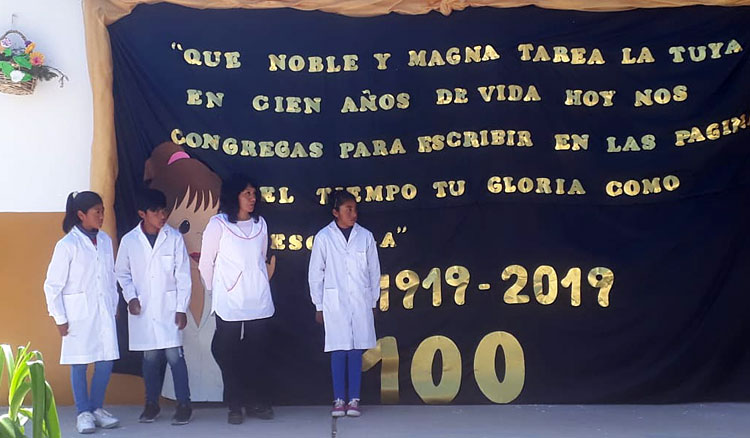 “QUE NOBLE Y MAGNA TAREA LA TUYA
EN CIEN AÑOS DE VIDA HOY NOS
CONGREGAS PARA ESCRIBIR EN LAS
EL TIEMPO TU GLORIA COMO
”
1919-2019
100